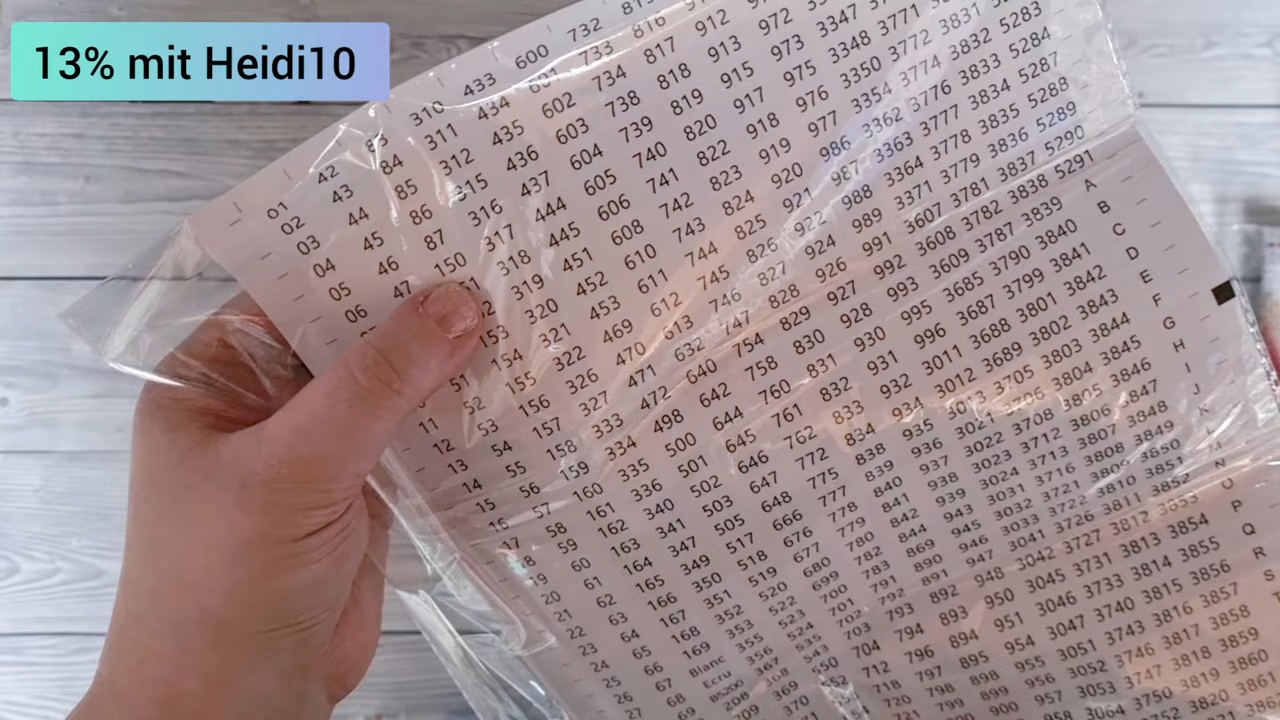 13% mit Heidi10
01 42 310 433 600 732
02 43 84 311 434 601 733 816
03 44 85 312 435 602 734 817 912
04 45 86 315 436 603 738 818 913 972
05 46 87 316 437 604 739 819 915 973 3347
06 47 150 317 444 605 740 820 917 975 3348 3771
318 445 606 741 822 918 976 3350 3772 3831
319 451 608 742 823 919 977 3354 3774 3832 5283
153 320 452 610 743 824 920 986 3362 3776 3833 5284
51 154 321 453 611 744 825 921 987 3363 3777 3834 5287
11 52 155 322 469 612 745 826 922 988 3364 3778 3835 5288
12 53 156 326 470 613 746 827 924 989 3371 3779 3836 5289
13 54 157 327 471 632 747 828 926 991 3607 3781 3837 5290
14 55 158 333 472 640 754 829 927 992 3608 3782 3838 5291
15 56 159 334 498 642 758 830 928 993 3609 3787 3839 A
16 57 160 335 500 644 760 831 930 995 3685 3790 3840 B
17 58 161 336 501 645 761 832 931 996 3687 3799 3841 C
59 162 340 502 646 762 833 932 3011 3688 3801 3842 D
19 60 163 341 503 647 772 834 934 3012 3689 3802 3843 E
20 61 164 347 505 648 775 838 935 3013 3705 3803 3844 F
21 62 165 349 517 666 777 839 936 3021 3706 3804 3845 G
22 63 166 350 518 676 778 840 937 3022 3708 3805 3846 H
23 64 167 351 519 677 779 841 938 3023 3712 3806 3847 I
24 65 168 352 520 680 780 842 939 3024 3713 3807 3848 J
25 66 169 353 522 699 782 844 943 3031 3716 3808 3849 K
26 67 Blanc 355 523 700 783 869 945 3032 3721 3809 3850
27 68 Ecru 356 524 701 791 890 946 3033 3810 3851
69 B5200 367 535 702 792 891 947 3041 3726 3811 3852 N
208 543 703 793 892 948 3042 3727 3812 3853 O
209 369 550 704 794 893 950 3045 3731 3813 3854 P
370 552 712 796 894 951 3046 3733 3814 3855 Q
718 797 895 954 3047 3740 3815 3856 R
720 798 898 955 3051 3743 3816 3857 S
721 799 899 956 3052 3746 3817 3858
900 957 3053 3747 3818 3859
958 3064 3750 3819 3860
3820 3861